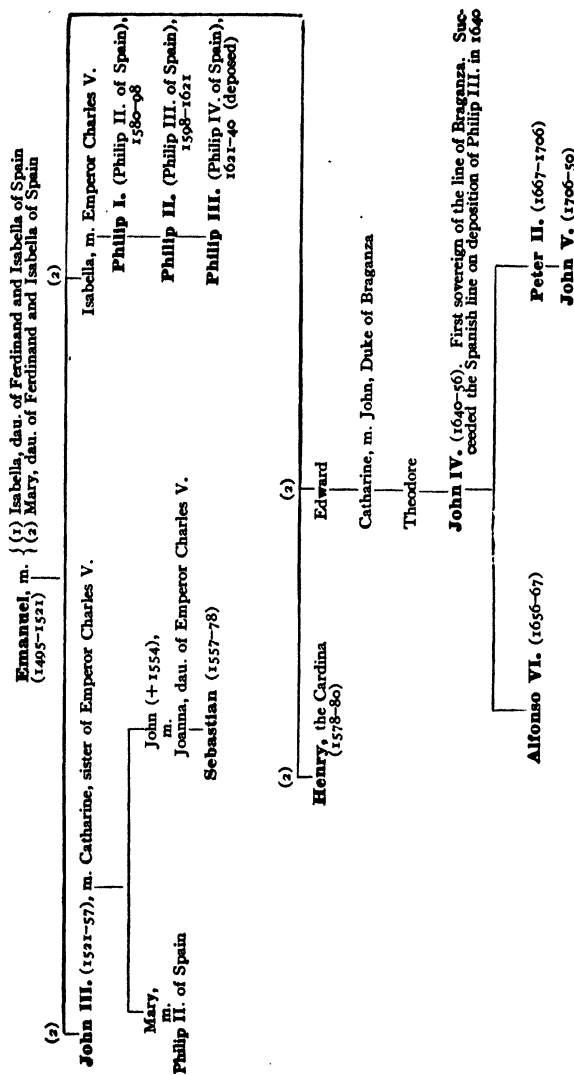 Emanuel, m. { (1) Isabella, dau. of Ferdinand and Isabella of Spain
(1495–1521) { (2) Mary, dau. of Ferdinand and Isabella of Spain
(2)
(2)
John III. (1521–57), m. Catharine, sister of Emperor Charles V.
Isabella, m. Emperor Charles V.
Mary,
m.
Philip II. of Spain
John (+ 1554),
m.
Joanna, dau. of Emperor Charles V.
Sebastian (1557–78)
Philip I. (Philip II. of Spain),
1580–98
Philip II. (Philip III. of Spain),
1598–1621
Philip III. (Philip IV. of Spain),
1621–40 (deposed)
(2)
(2)
Henry, the Cardina
(1578–80)
Edward
Catharine, m. John, Duke of Braganza
Theodore
John IV. (1640–56). First sovereign of the line of Braganza. Suc-
ceeded the Spanish line on deposition of Philip III. in 1640
Alfonso VI. (1656–67)
Peter II. (1667–1706)
John V. (1706–50)